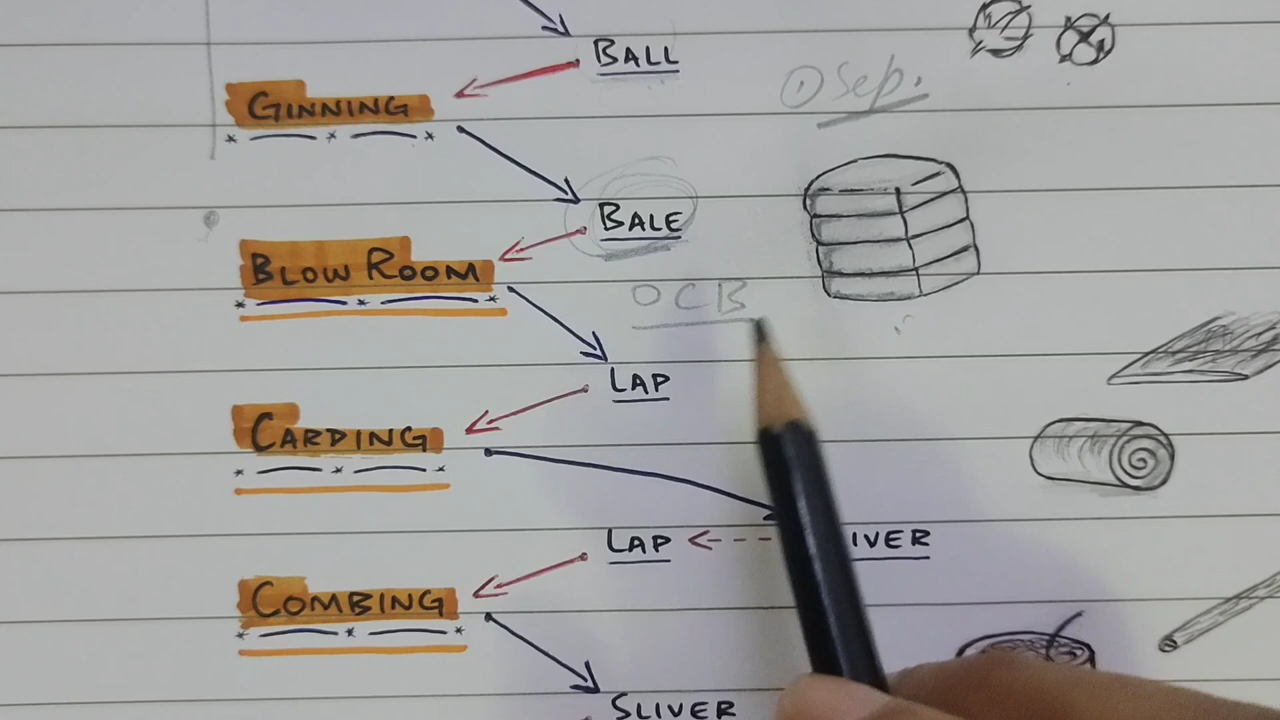 BALL
① Sep.
GINNING
BALE
BLOW ROOM
OCB
LAP
CARDING
LAP IVER
COMBING
SLIVER